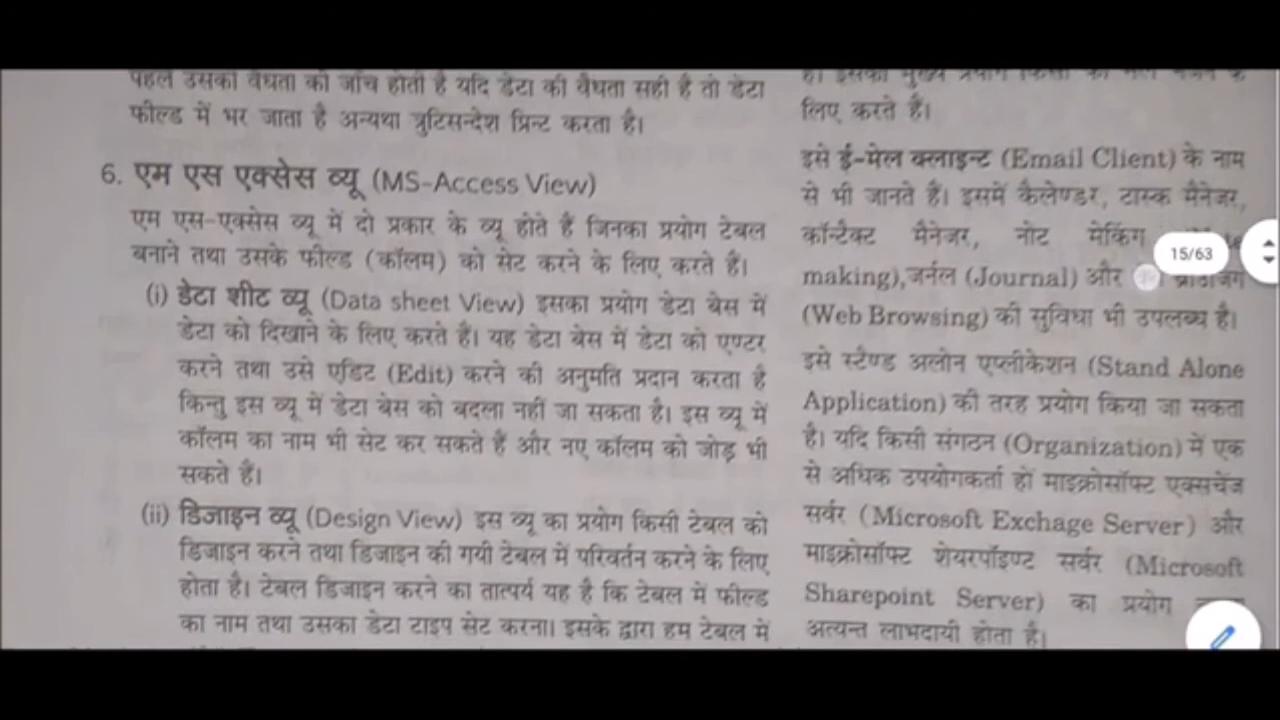 पहले उसकी वैधता की जाँच होती है यदि डेटा की वैधता सही है तो डेटा
फील्ड में भर जाता है अन्यथा त्रुटिसन्देश प्रिन्ट करता है।
6. एम एस एक्सेस व्यू (MS-Access View)
एम एस-एक्सेस व्यू में दो प्रकार के व्यू होते हैं जिनका प्रयोग टेबल
बनाने तथा उसके फील्ड (कॉलम) को सेट करने के लिए करते हैं।
(i) डेटा शीट व्यू (Data sheet View) इसका प्रयोग डेटा बेस में
डेटा को दिखाने के लिए करते हैं। यह डेटा बेस में डेटा को एण्टर
करने तथा उसे एडिट (Edit) करने की अनुमति प्रदान करता है
किन्तु इस व्यू में डेटा बेस को बदला नहीं जा सकता है। इस व्यू में
कॉलम का नाम भी सेट कर सकते हैं और नए कॉलम को जोड़ भी
सकते हैं।
(ii) डिजाइन व्यू (Design View) इस व्यू का प्रयोग किसी टेबल को
डिजाइन करने तथा डिजाइन की गयी टेबल में परिवर्तन करने के लिए
होता है। टेबल डिजाइन करने का तात्पर्य यह है कि टेबल में फील्ड
का नाम तथा उसका डेटा टाइप सेट करना। इसके द्वारा हम टेबल में
है। इसका मुख्य प्रयोग किसी
लिए करते हैं।
इसे ई-मेल क्लाइन्ट (Email Client) के नाम
से भी जानते हैं। इसमें कैलेण्डर, टास्क मैनेजर,
कॉन्टैक्ट मैनेजर, नोट मेकिंग
making),जर्नल (Journal) और
(Web Browsing) की सुविधा भी उपलब्ध है।
इसे स्टैण्ड अलोन एप्लीकेशन (Stand Alone
Application) की तरह प्रयोग किया जा सकता
है। यदि किसी संगठन (Organization) में एक
से अधिक उपयोगकर्ता हों माइक्रोसॉफ्ट एक्सचेंज
सर्वर (Microsoft Exchage Server) और
माइक्रोसॉफ्ट शेयरपॉइण्ट सर्वर (Microsoft
Sharepoint Server) का प्रयोग
अत्यन्त लाभदायी होता है।
15/63